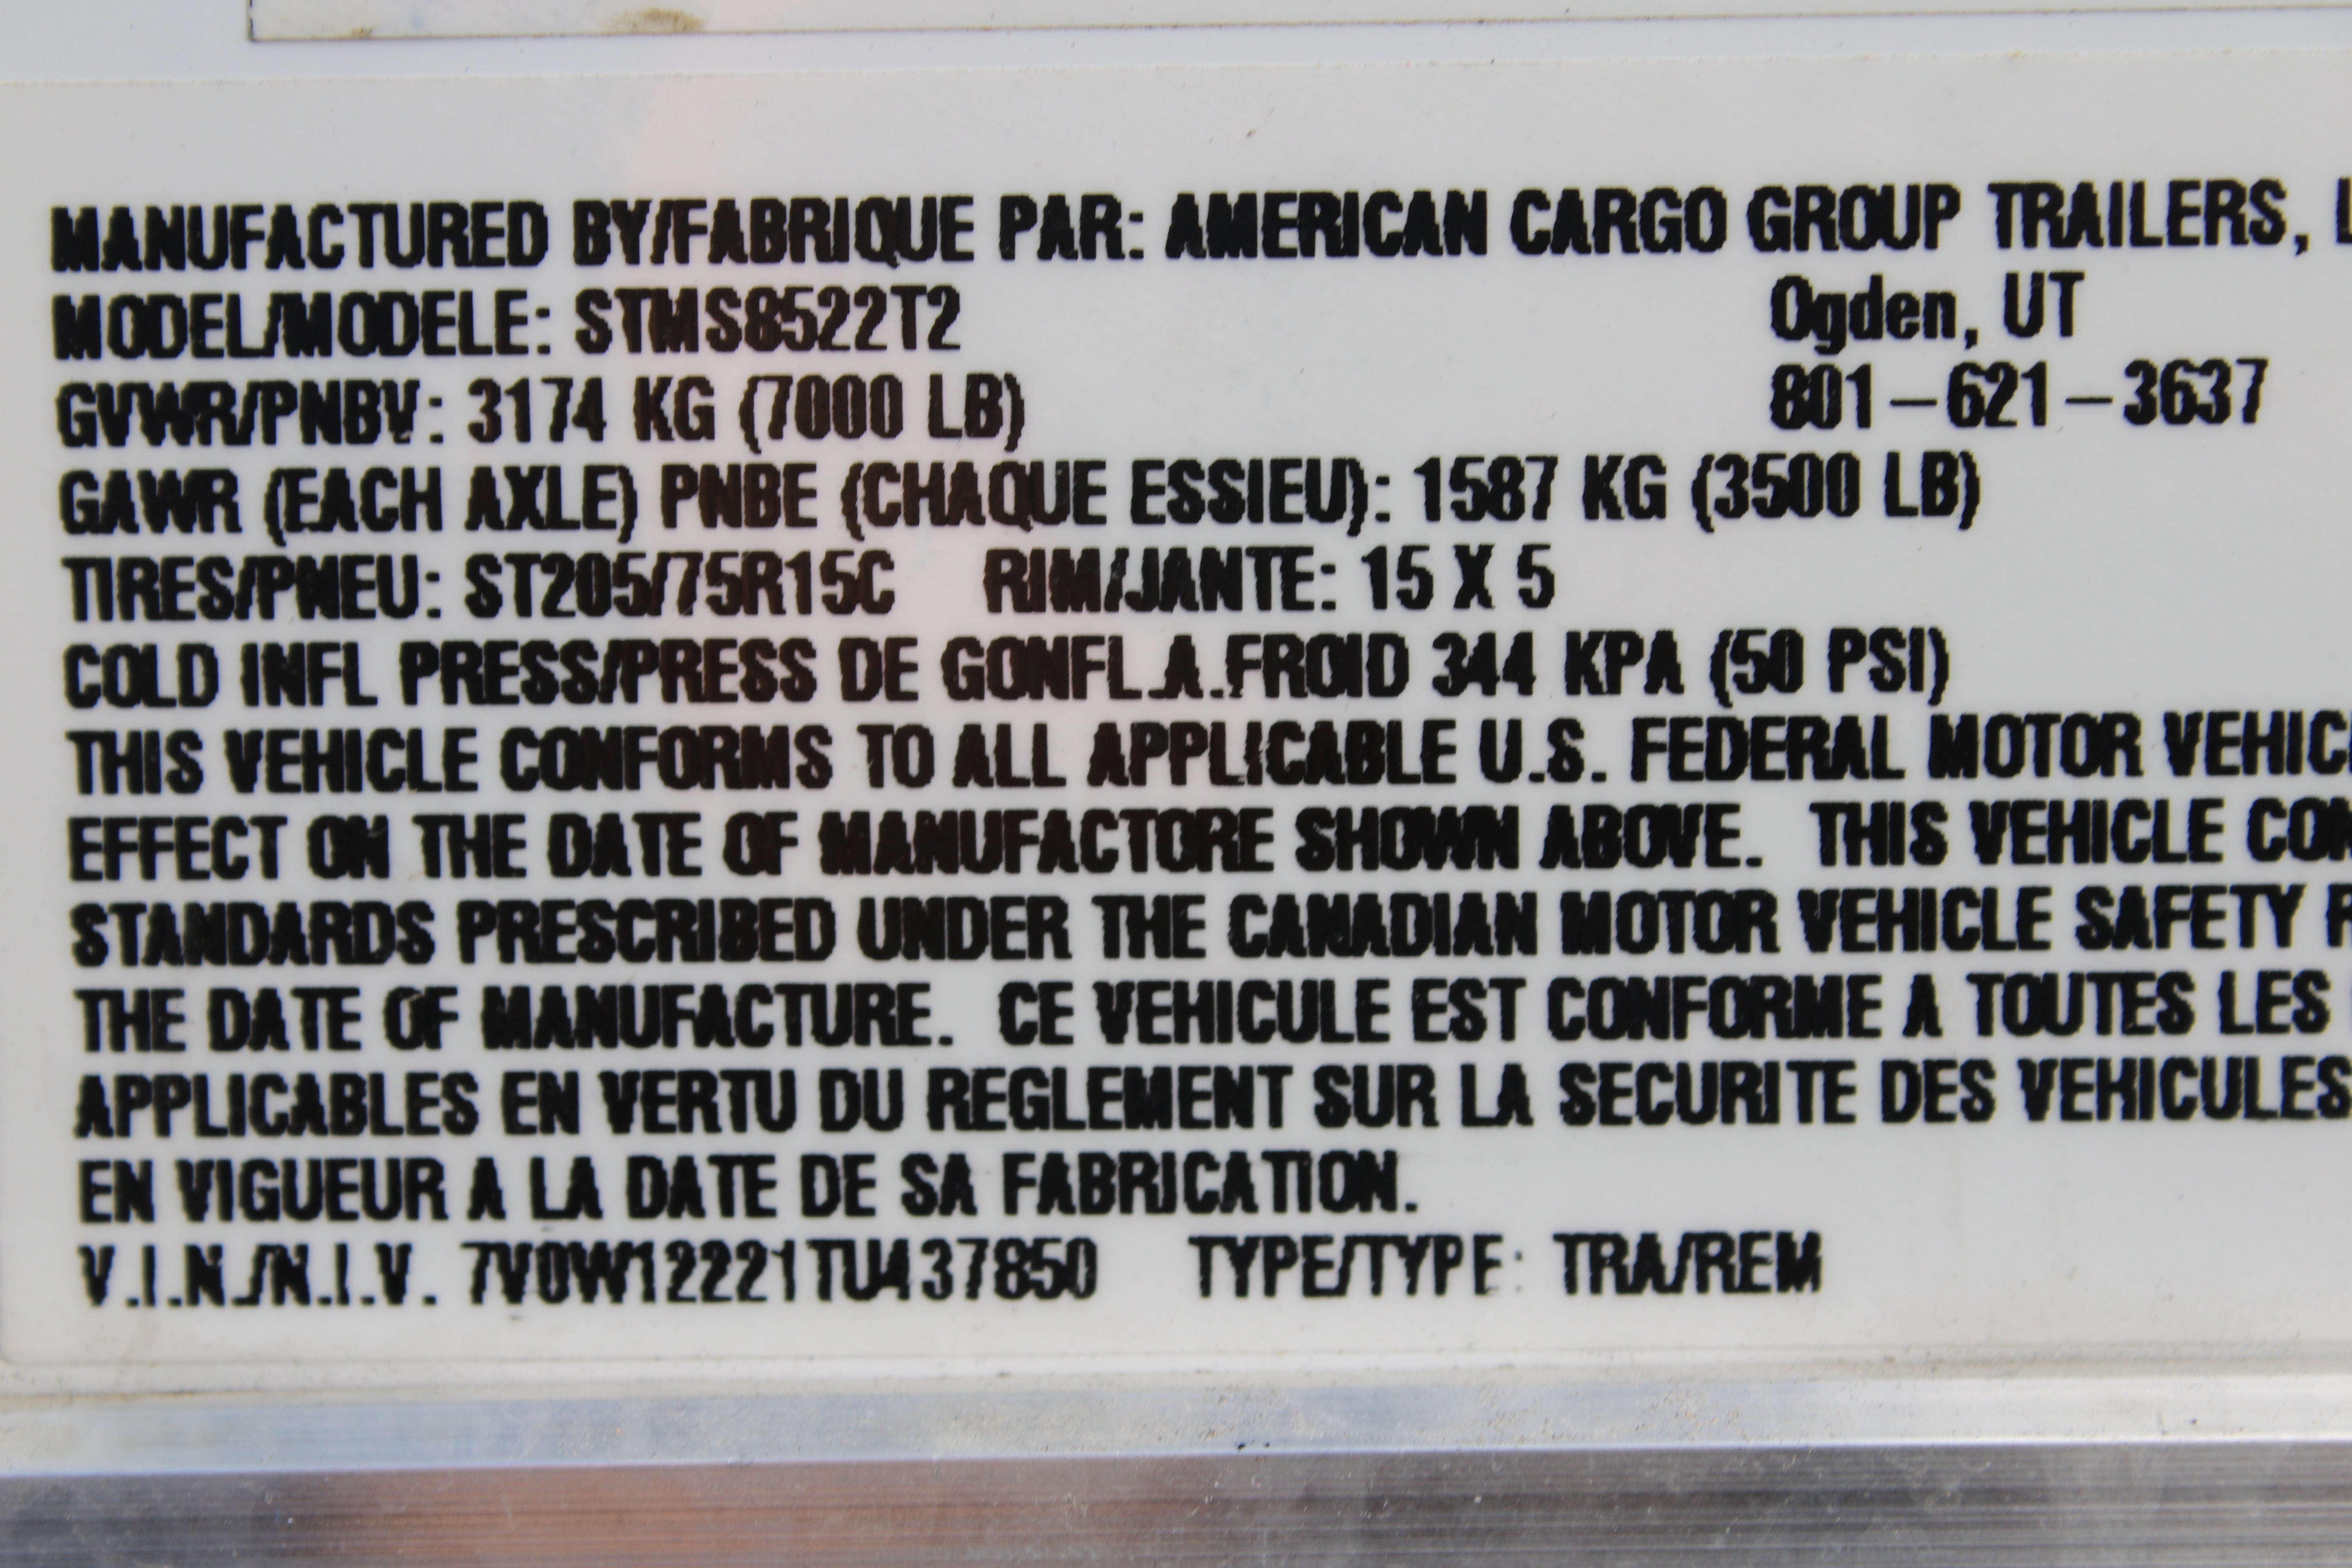 MANUFACTURED BY/FABRIQUE PAR: AMERICAN CARGO GROUP TRAILERS, L
MODEL/MODELE: STMS8522T2 Ogden, UT
GVWR/PNBV: 3174 KG (7000 LB) 801-621-3637
GAWR (EACH AXLE) PNBE (CHAQUE ESSIEU): 1587 KG (3500 LB)
TIRES/PNEU: ST205/75R15C RIM/JANTE: 15 X 5
COLD INFL PRESS/PRESS DE GONFL.A.FROID 344 KPA (50 PSI)
THIS VEHICLE CONFORMS TO ALL APPLICABLE U.S. FEDERAL MOTOR VEHIC
EFFECT ON THE DATE OF MANUFACTORE SHOWN ABOVE. THIS VEHICLE CON
STANDARDS PRESCRIBED UNDER THE CANADIAN MOTOR VEHICLE SAFETY R
THE DATE OF MANUFACTURE. CE VEHICULE EST CONFORME A TOUTES LES
APPLICABLES EN VERTU DU REGLEMENT SUR LA SECURITE DES VEHICULES
EN VIGUEUR A LA DATE DE SA FABRICATION.
V.I.N./N.I.V. 7V0W12221TU437850 TYPE/TYPE: TRA/REM